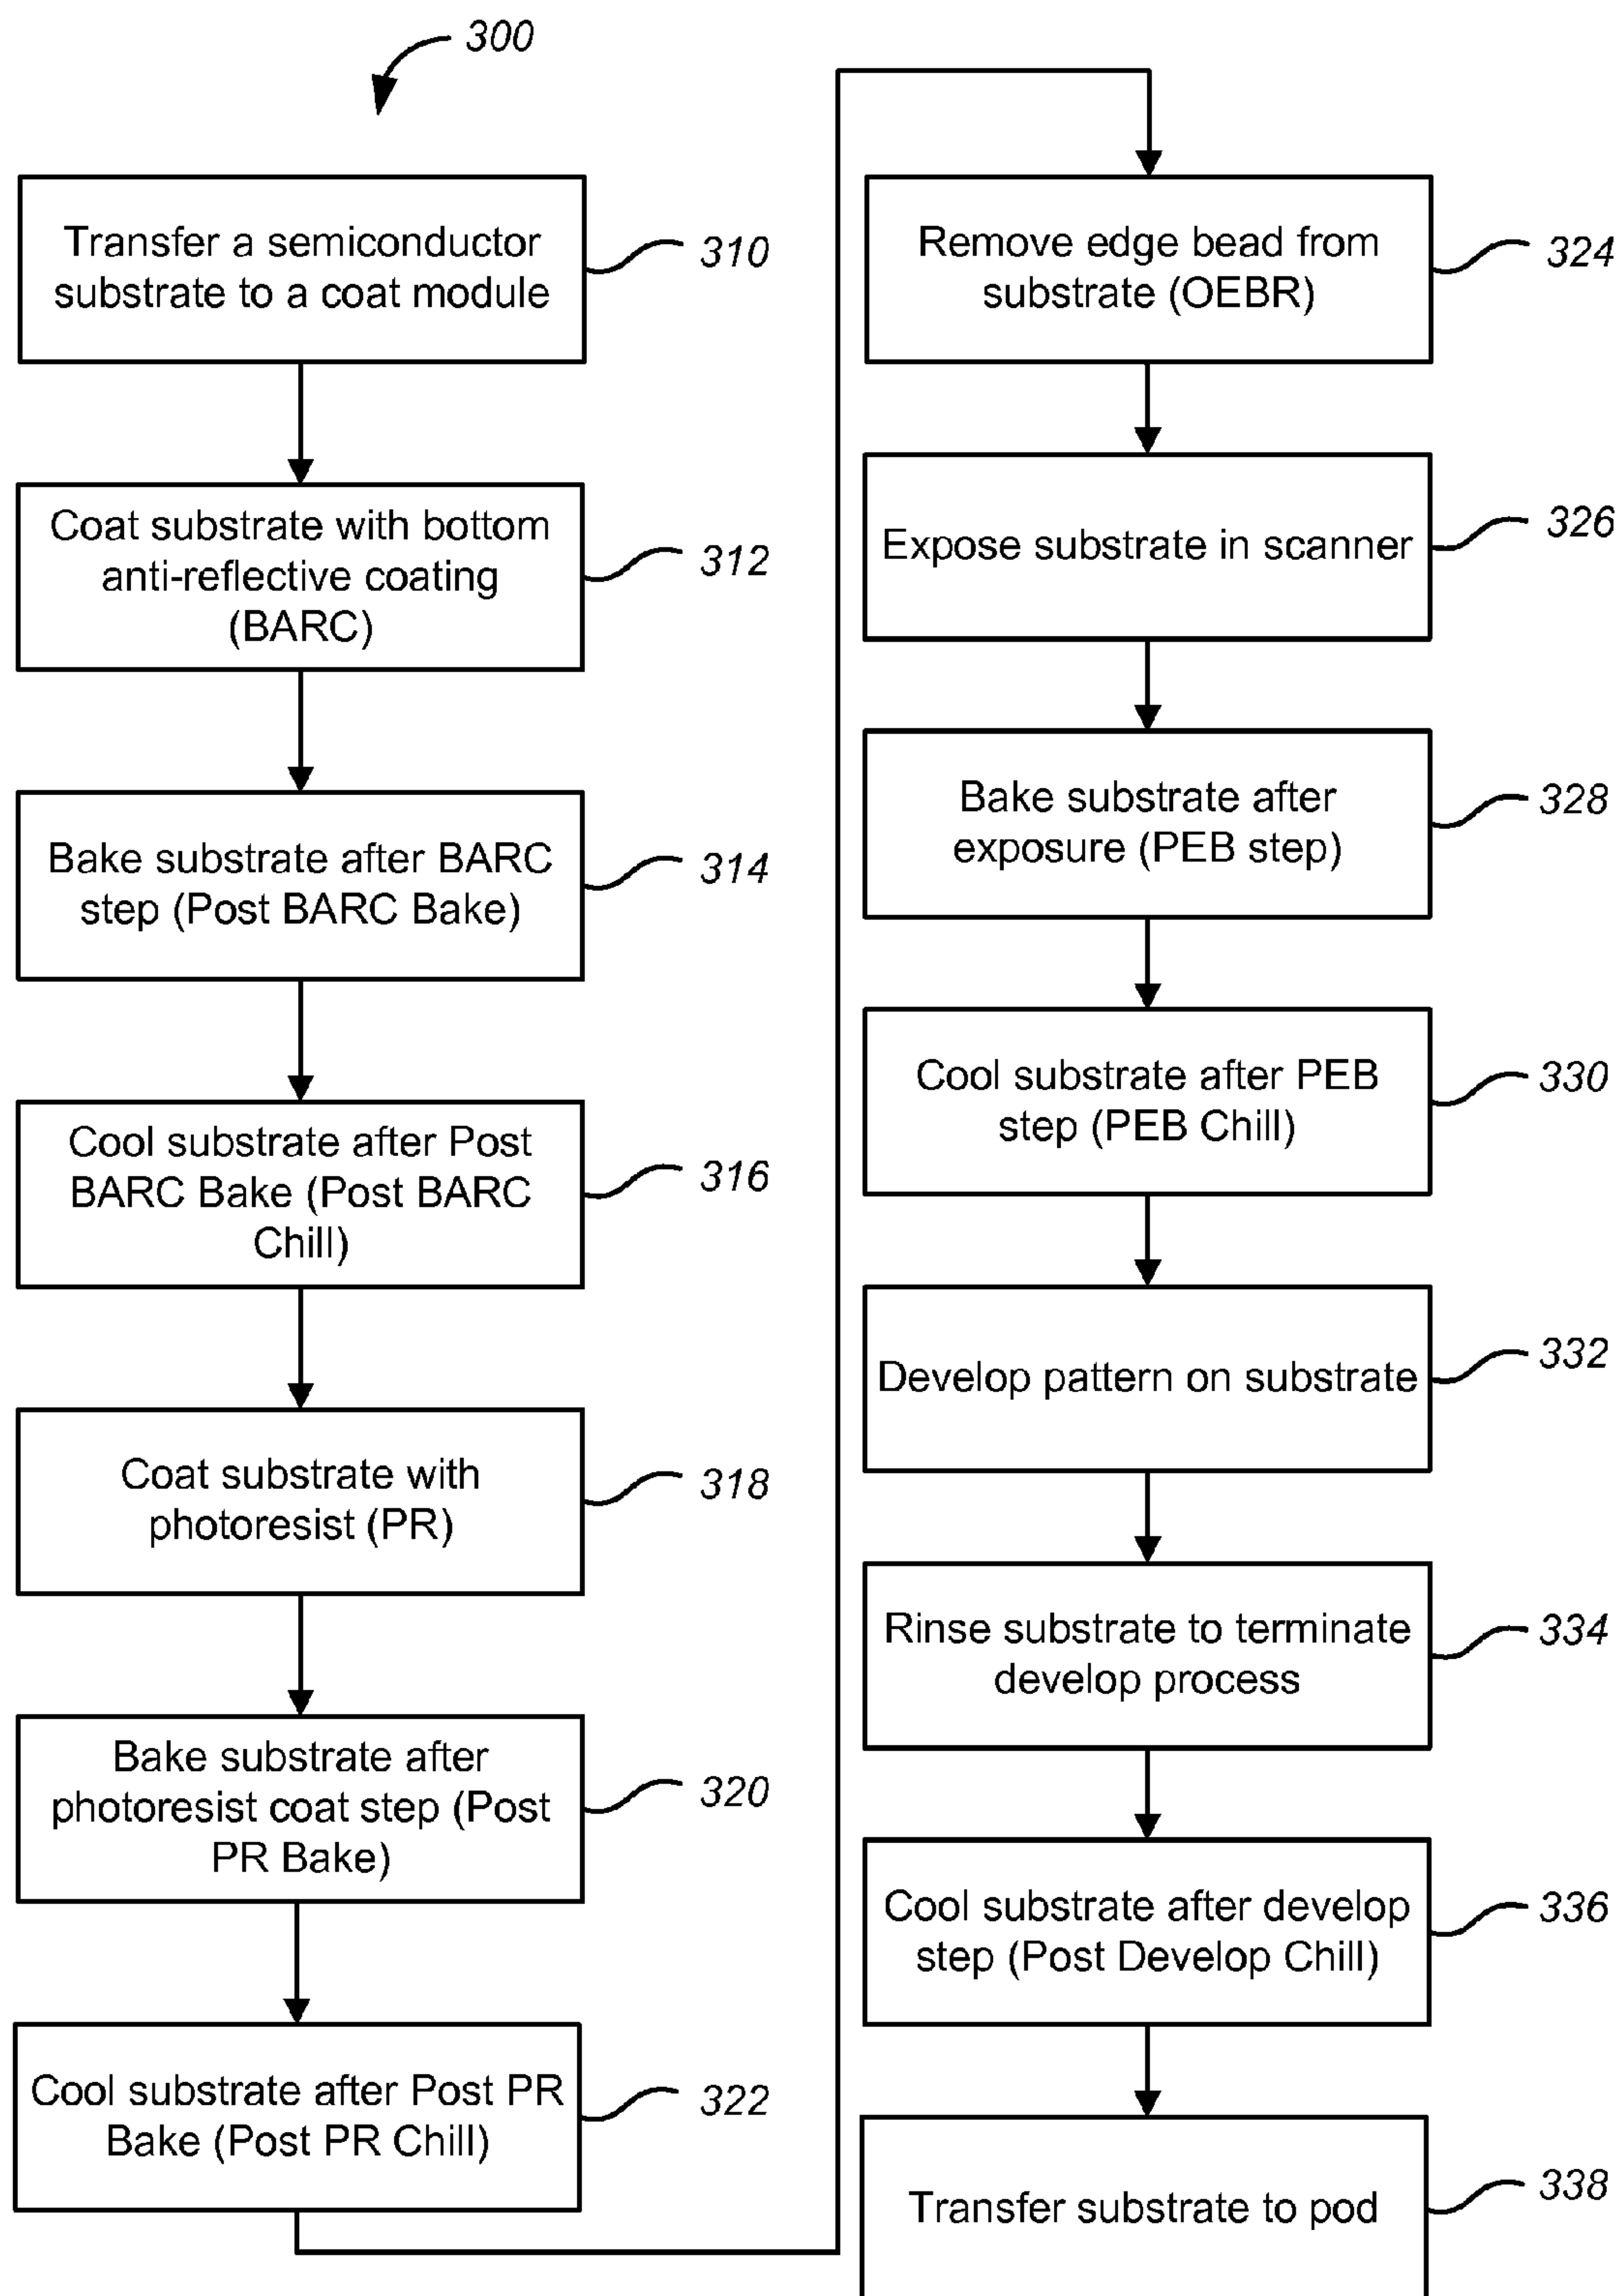 300
Transfer a semiconductor
substrate to a coat module
310
Coat substrate with bottom
anti-reflective coating
(BARC)
312
Bake substrate after BARC
step (Post BARC Bake)
314
Cool substrate after Post
BARC Bake (Post BARC
Chill)
316
Coat substrate with
photoresist (PR)
318
Bake substrate after
photoresist coat step (Post
PR Bake)
320
Cool substrate after Post PR
Bake (Post PR Chill)
322
Remove edge bead from
substrate (OEBR)
324
Expose substrate in scanner
326
Bake substrate after
exposure (PEB step)
328
Cool substrate after PEB
step (PEB Chill)
330
Develop pattern on substrate
332
Rinse substrate to terminate
develop process
334
Cool substrate after develop
step (Post Develop Chill)
336
Transfer substrate to pod
338